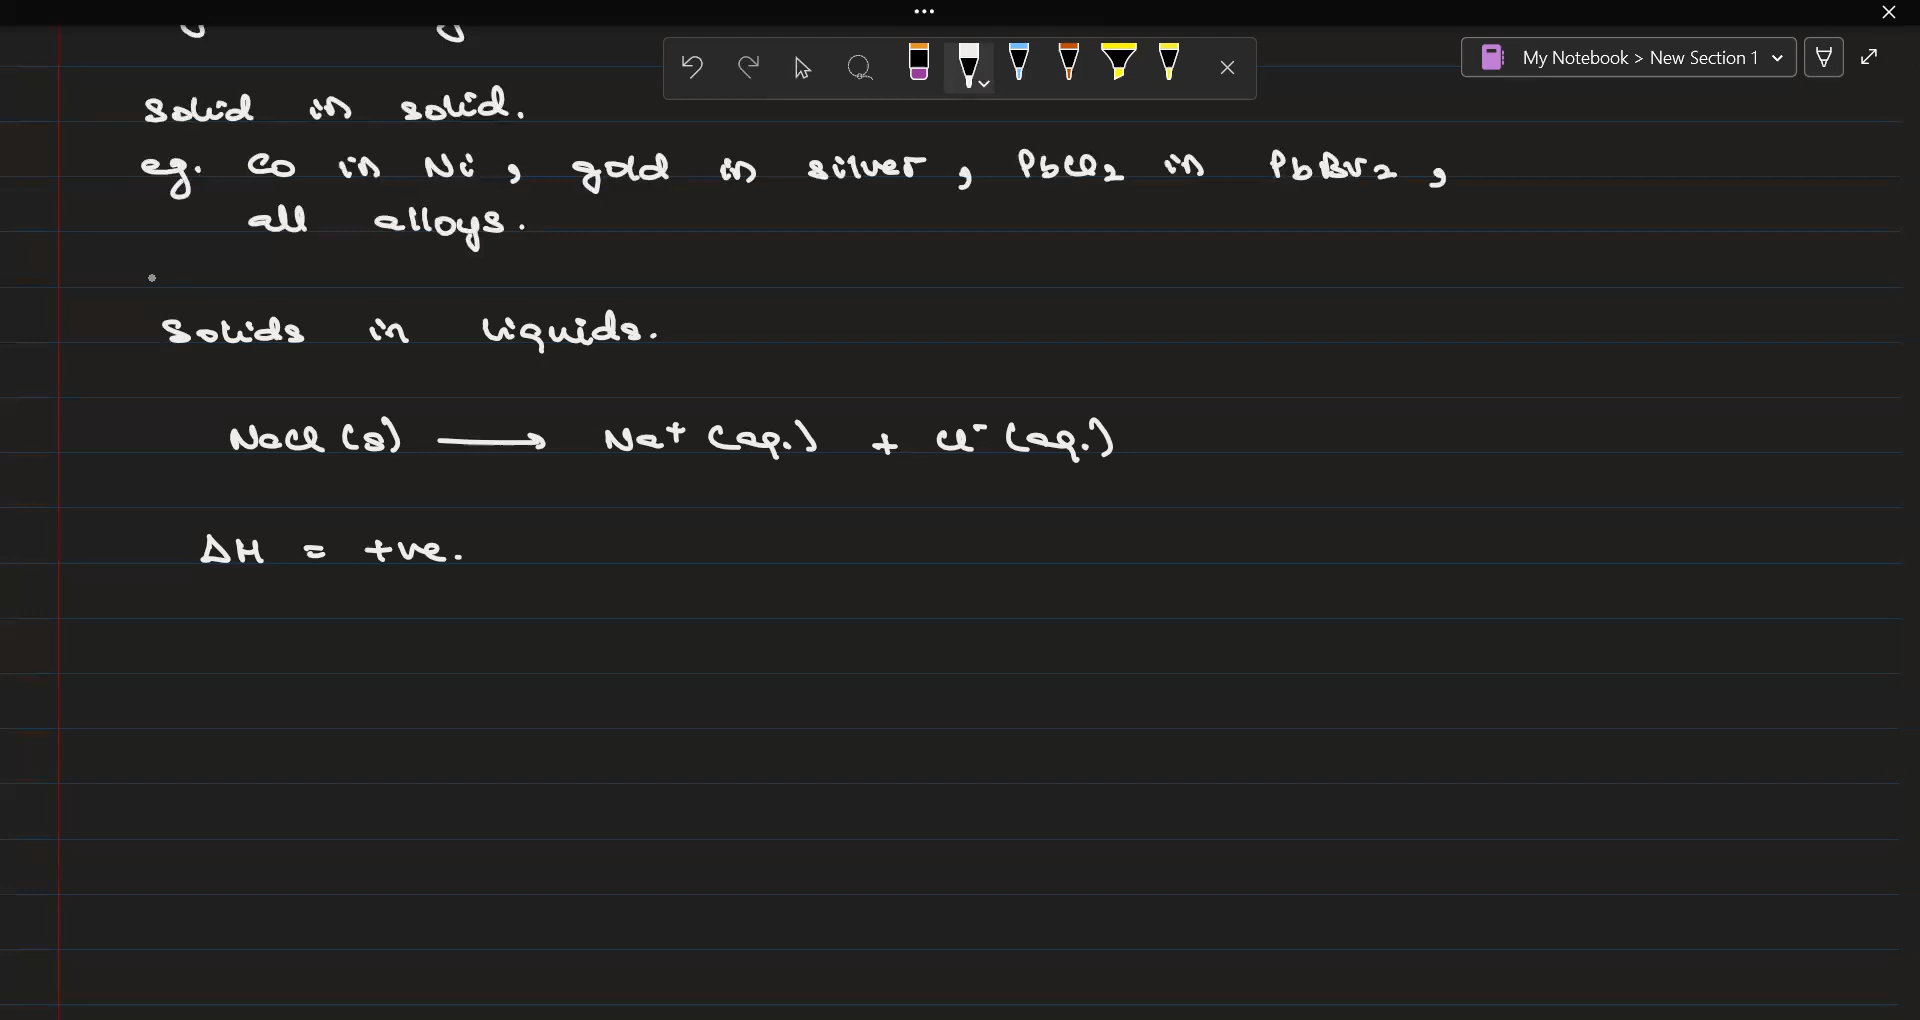 ...
My Notebook > New Section 1
solid in solid.
eg. Co in Ni, gold in silver, PbCl₂ in PbBr₂,
all alloys.
Solids in liquids.
NaCl (s) ⟶ Na⁺ (aq.) + Cl⁻ (aq.)
ΔH = +ve.